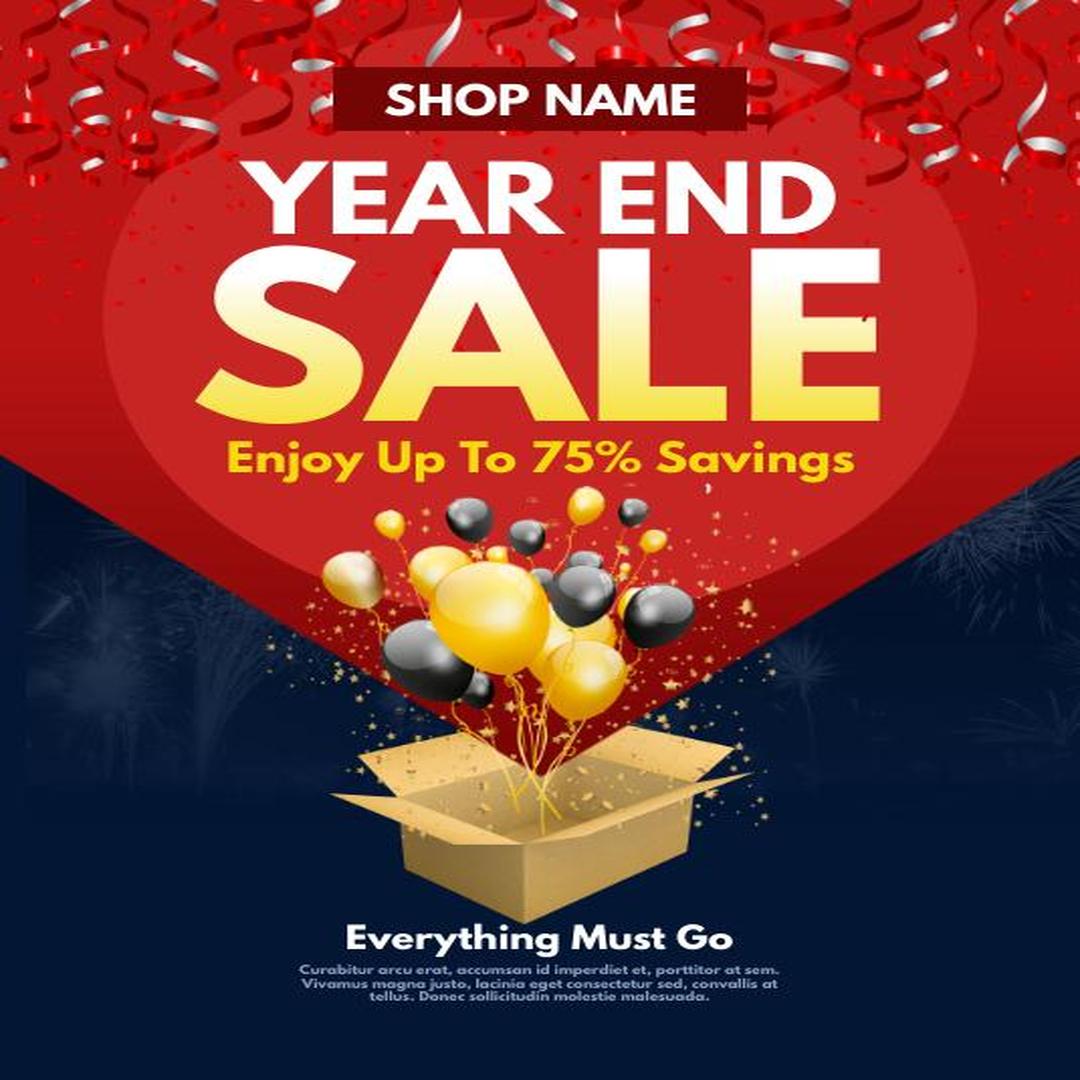 SHOP NAME
YEAR END
SALE
Enjoy Up To 75% Savings
Everything Must Go
Curabitur arcu erat, accumsan id imperdiet et, porttitor at sem.
Vivamus magna justo, lacinia eget consectetur sed, convallis at
tellus. Donec sollicitudin molestie malesuada.